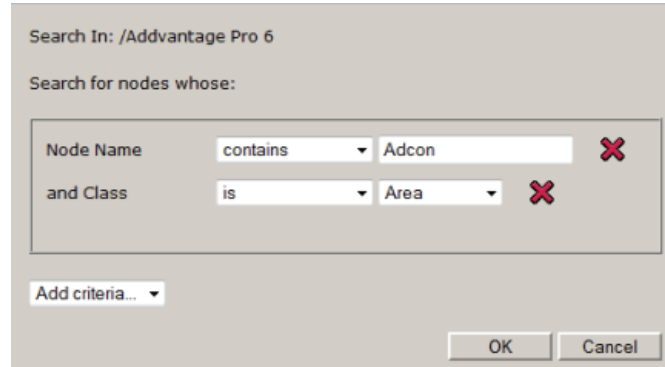 Search In: /Addvantage Pro 6
Search for nodes whose:
Node Name contains Adcon
and Class is Area
Add criteria...
OK Cancel